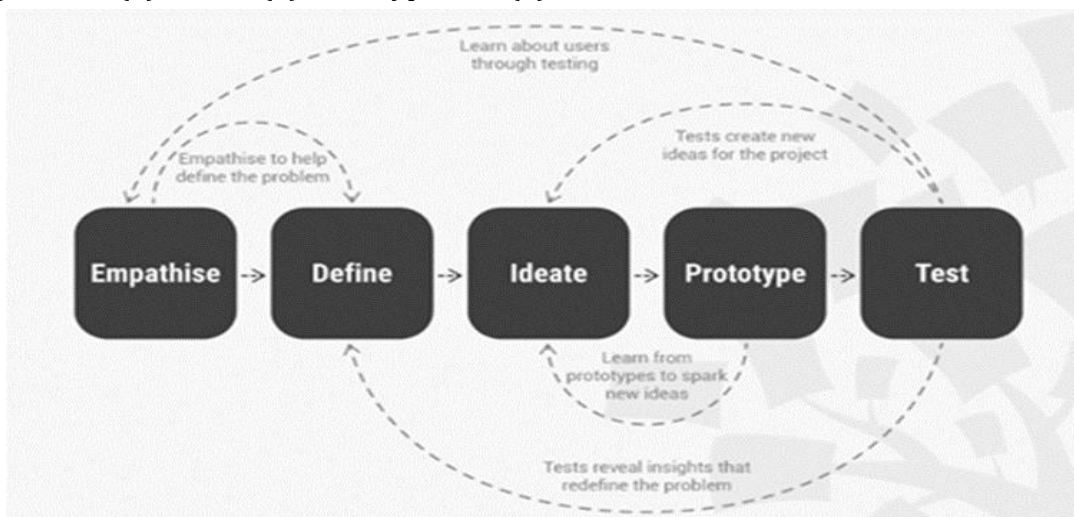 Learn about users
through testing
Tests create new
ideas for the project
Empathise to help
define the problem
Empathise
Define
Ideate
Prototype
Test
Learn from
prototypes to spark
new ideas
Tests reveal insights that
redefine the problem